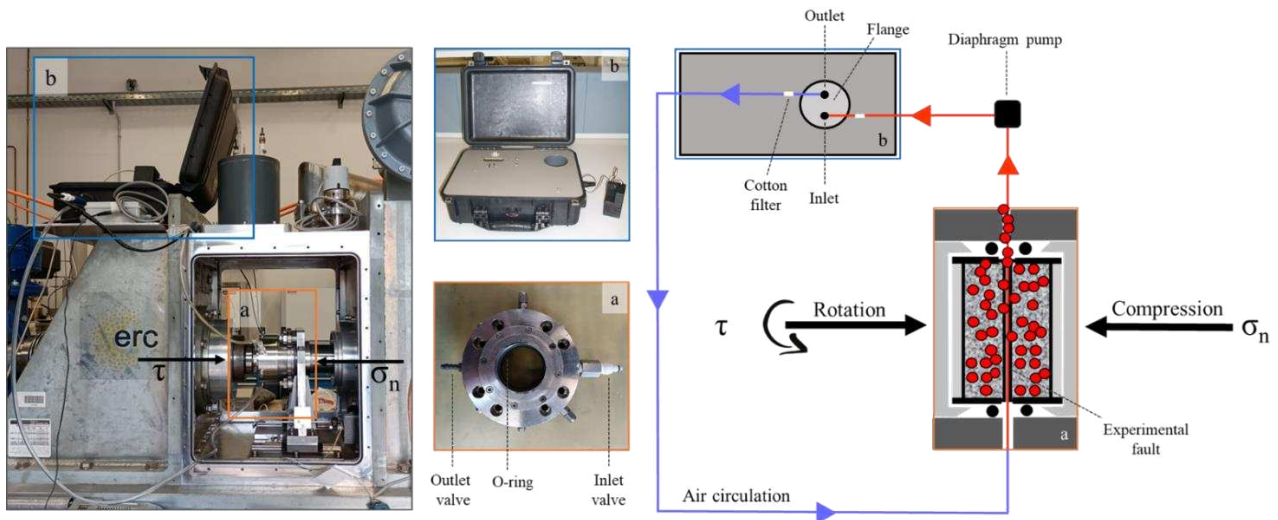 b
a
erc
τ
σn
b
a
Outlet
valve
O-ring
Inlet
valve
Outlet
Flange
Diaphragm pump
b
Cotton
filter
Inlet
τ
Rotation
Compression
σn
a
Experimental
fault
Air circulation